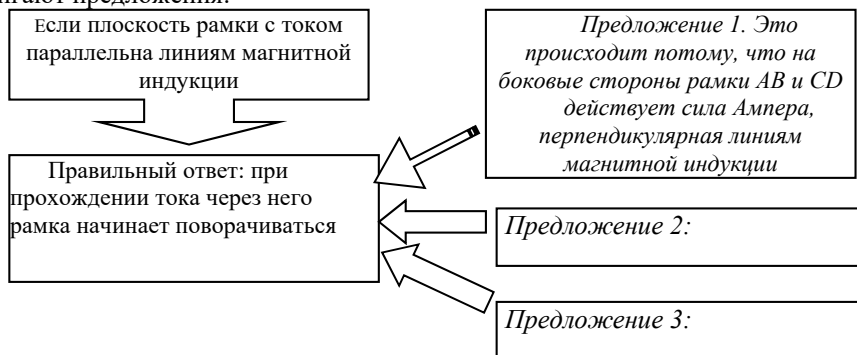 Если плоскость рамки с током
параллельна линиям магнитной
индукции
Предложение 1. Это
происходит потому, что на
боковые стороны рамки АВ и CD
действует сила Ампера,
перпендикулярная линиям
магнитной индукции
Правильный ответ: при
прохождении тока через него
рамка начинает поворачиваться
Предложение 2:
Предложение 3: